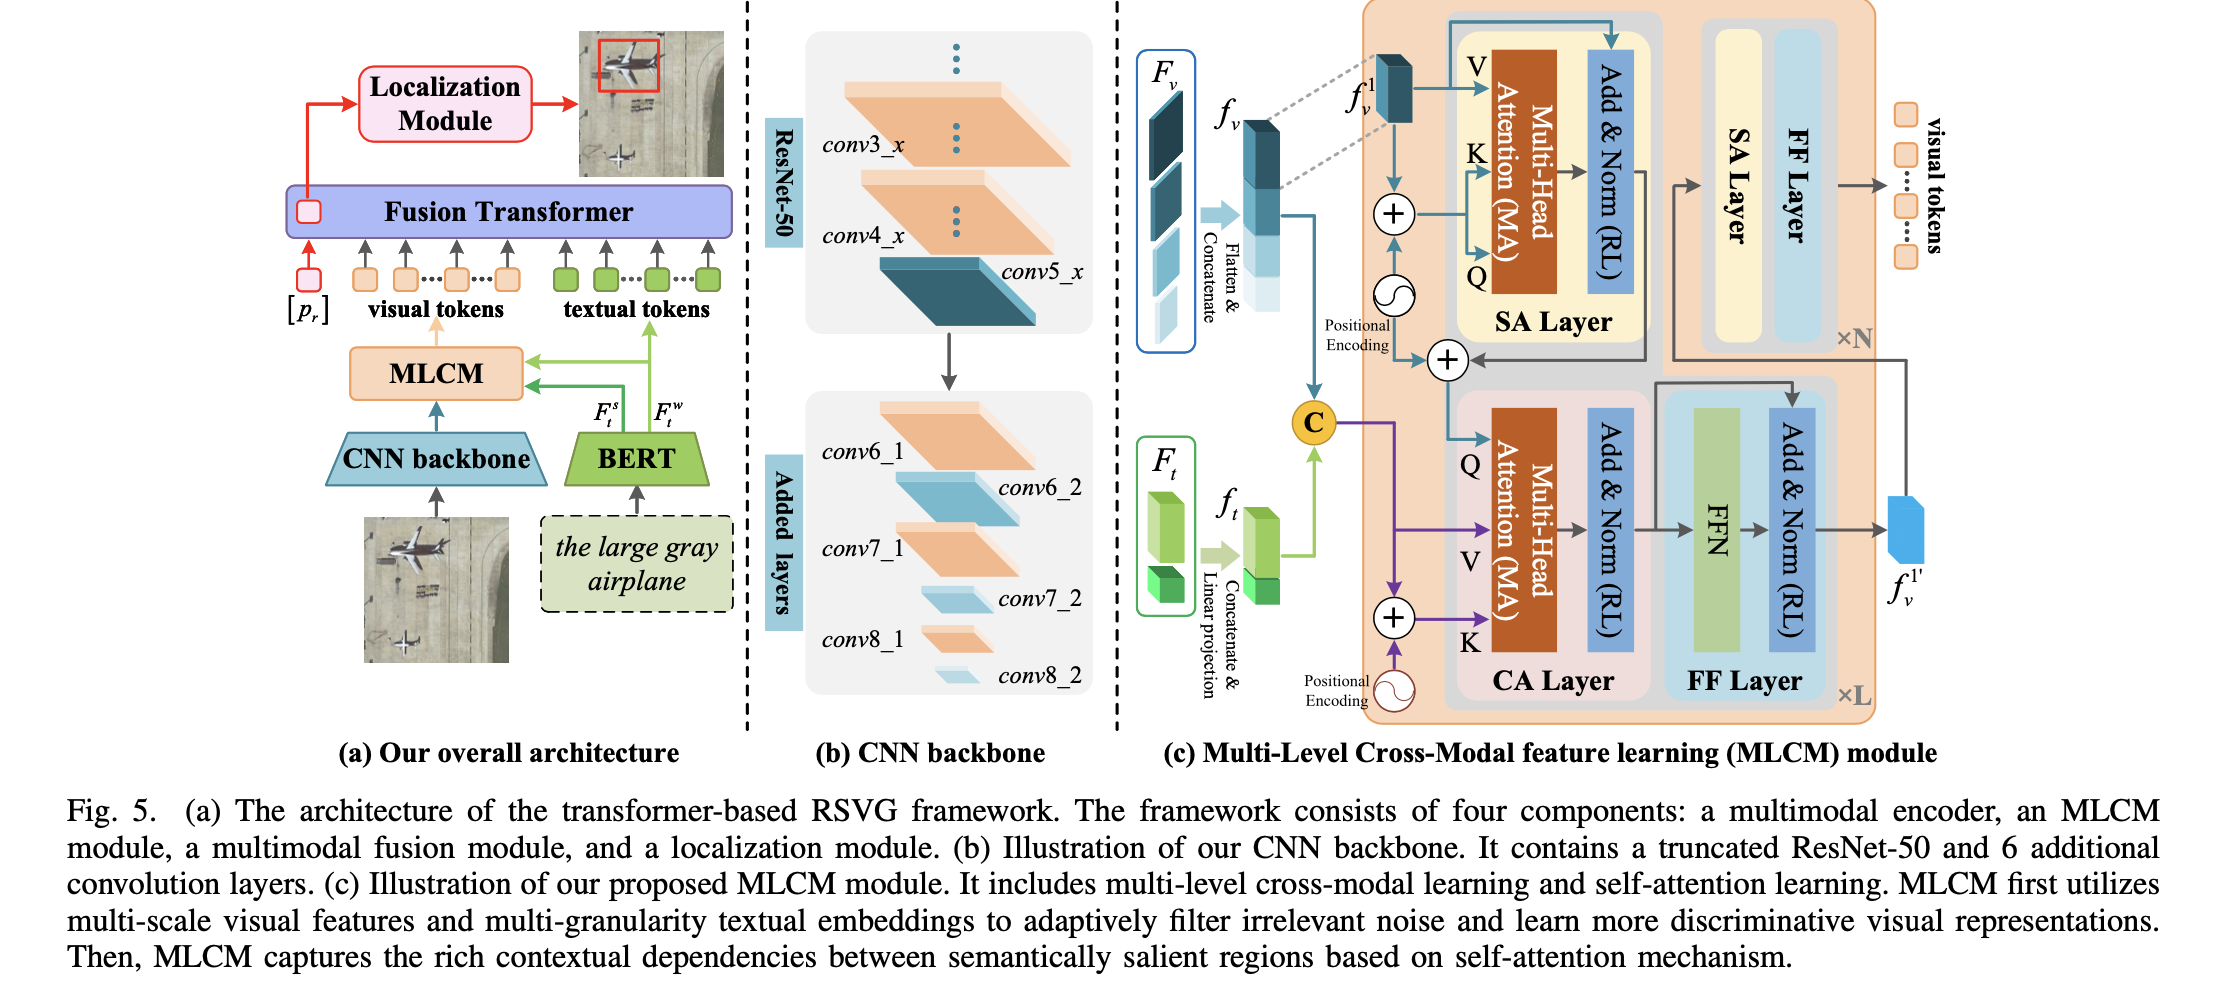 Localization
Module
Fusion Transformer
[p_r]
visual tokens
textual tokens
MLCM
F_t^s
F_t^w
CNN backbone
BERT
the large gray
airplane
(a) Our overall architecture
ResNet-50
conv3_x
conv4_x
conv5_x
Added layers
conv6_1
conv6_2
conv7_1
conv7_2
conv8_1
conv8_2
(b) CNN backbone
F_v
f_v
Flatten &
Concatenate
F_t
f_t
Concatenate &
Linear projection
C
f_v^1
+
Positional
Encoding
V
K
Q
Multi-Head
Attention (MA)
Add & Norm (RL)
SA Layer
+
Q
V
K
+
Positional
Encoding
Multi-Head
Attention (MA)
Add & Norm (RL)
CA Layer
FFN
Add & Norm (RL)
FF Layer
×L
f_v^1'
SA Layer
FF Layer
×N
visual tokens
(c) Multi-Level Cross-Modal feature learning (MLCM) module
Fig. 5. (a) The architecture of the transformer-based RSVG framework. The framework consists of four components: a multimodal encoder, an MLCM
module, a multimodal fusion module, and a localization module. (b) Illustration of our CNN backbone. It contains a truncated ResNet-50 and 6 additional
convolution layers. (c) Illustration of our proposed MLCM module. It includes multi-level cross-modal learning and self-attention learning. MLCM first utilizes
multi-scale visual features and multi-granularity textual embeddings to adaptively filter irrelevant noise and learn more discriminative visual representations.
Then, MLCM captures the rich contextual dependencies between semantically salient regions based on self-attention mechanism.